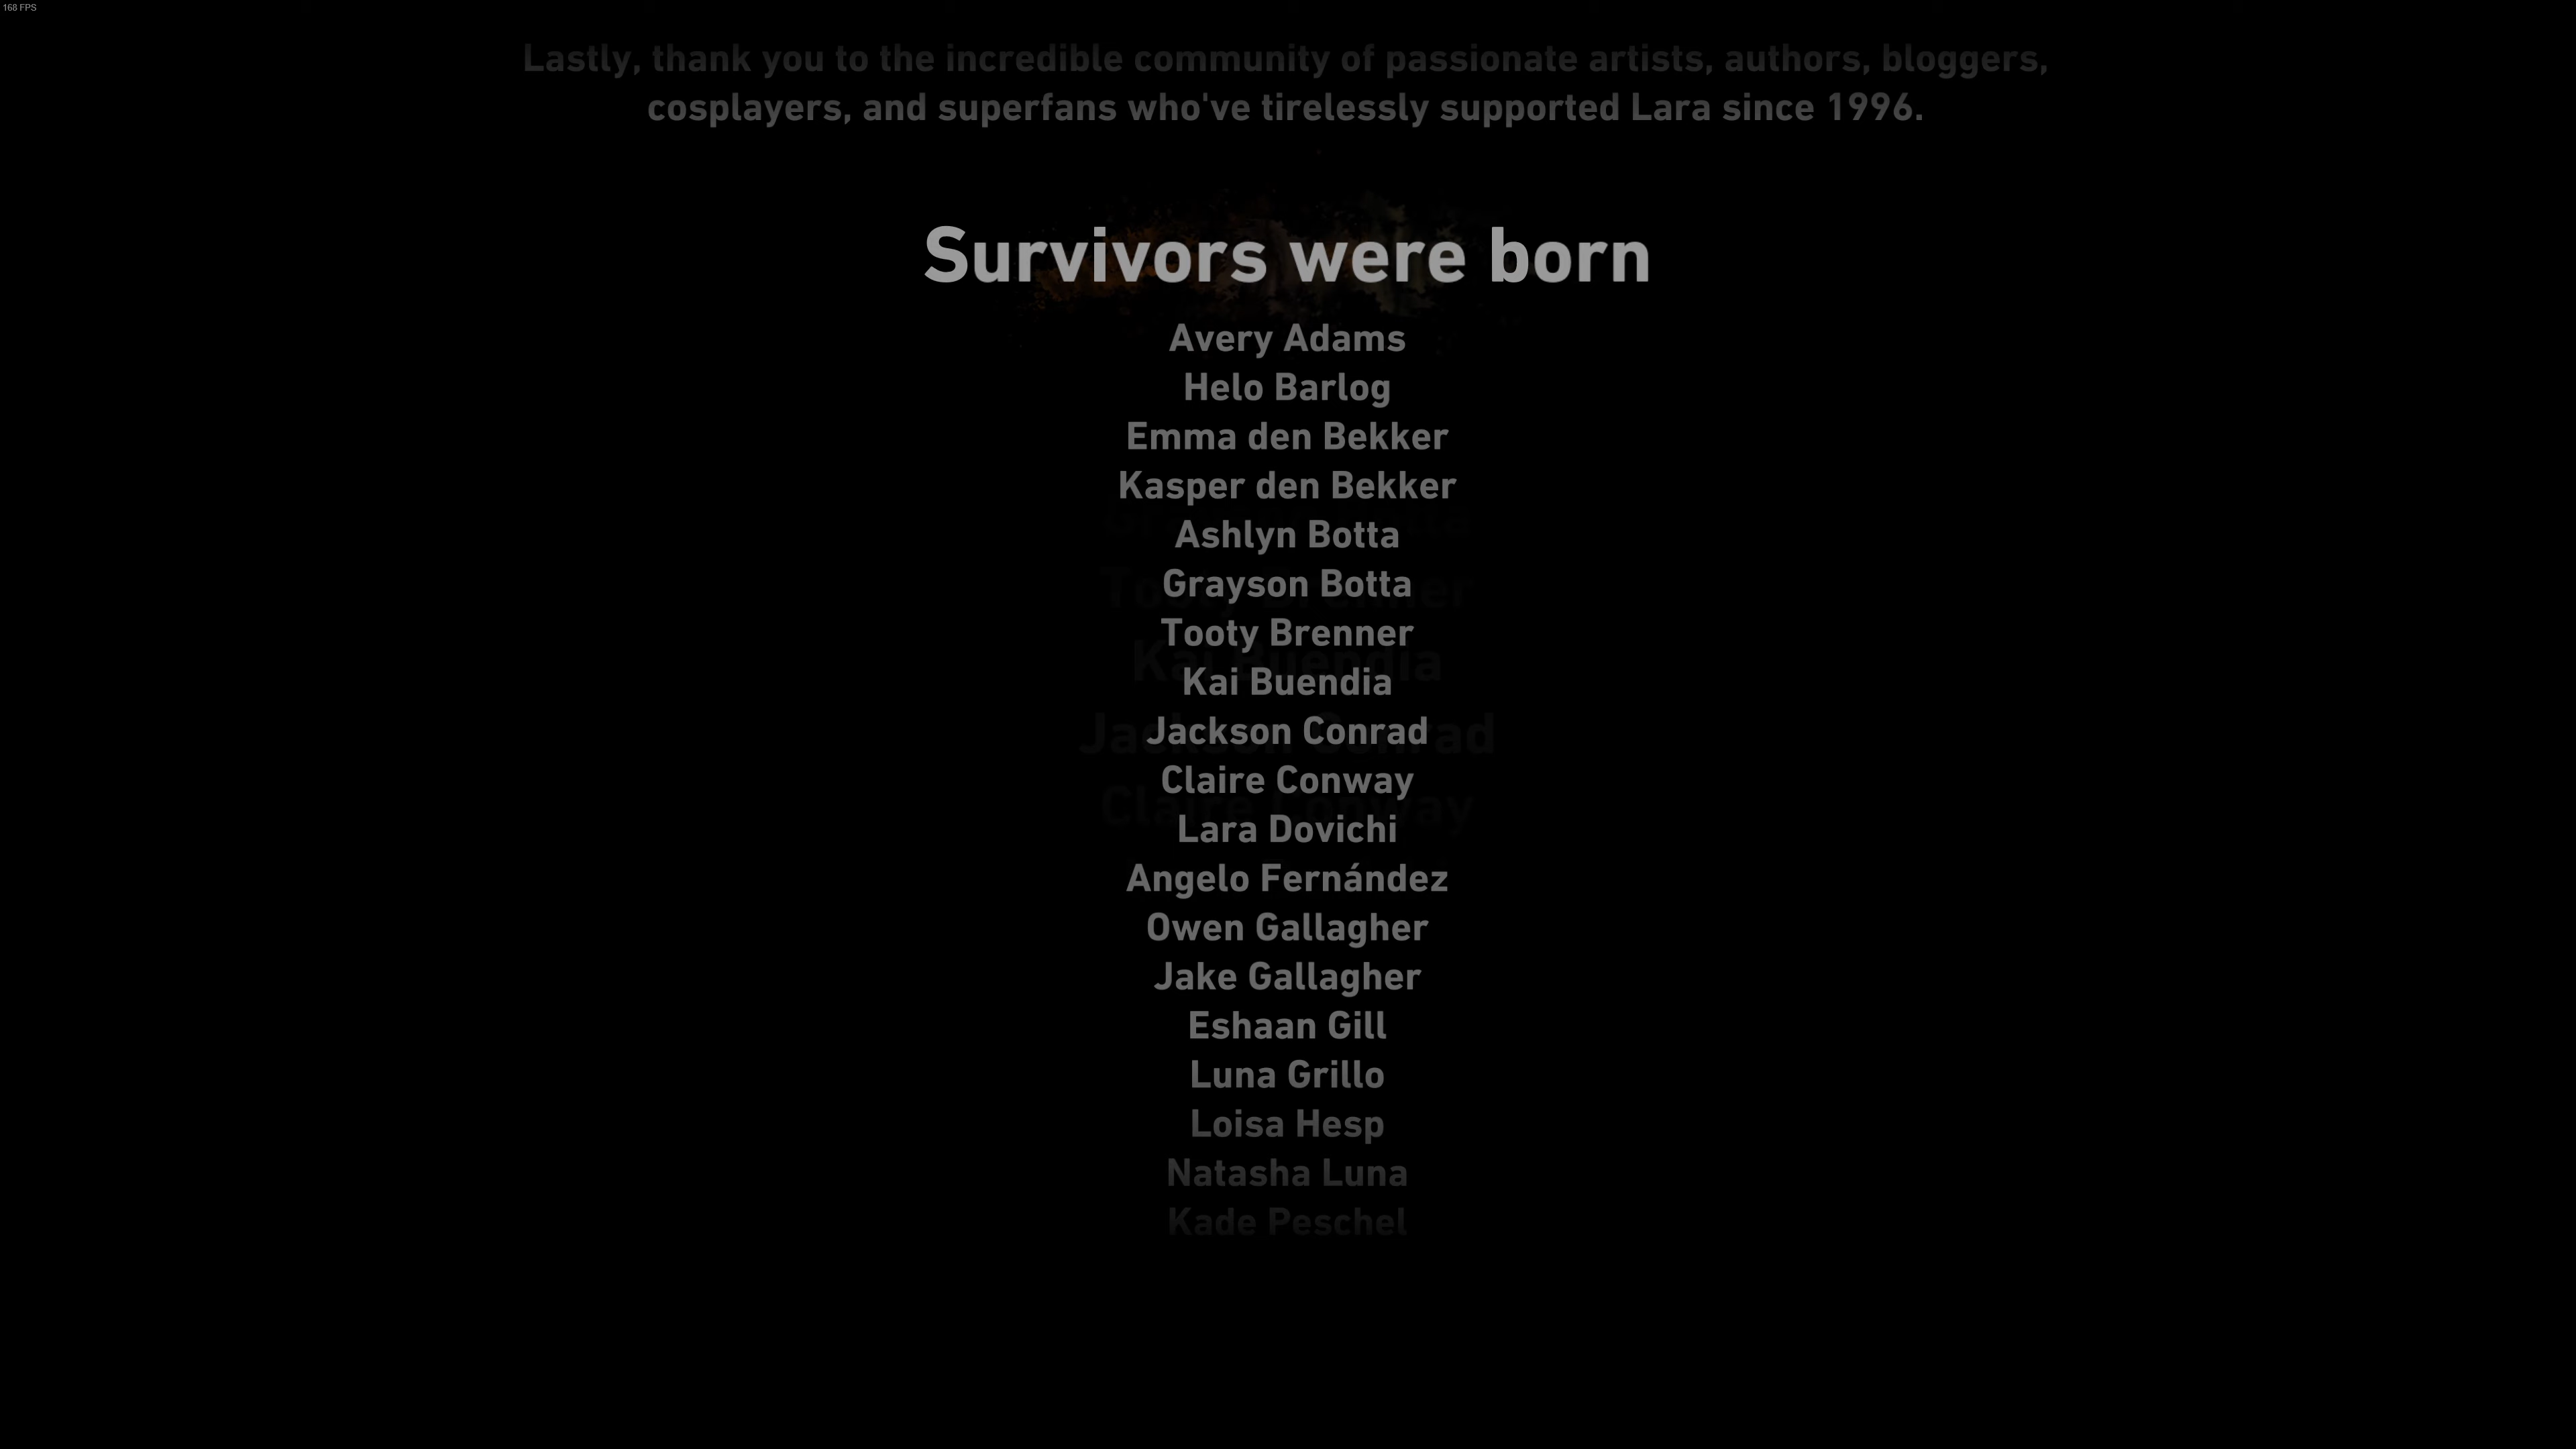 168 FPS
Lastly, thank you to the incredible community of passionate artists, authors, bloggers,
cosplayers, and superfans who've tirelessly supported Lara since 1996.
Survivors were born
Avery Adams
Helo Barlog
Emma den Bekker
Kasper den Bekker
Ashlyn Botta
Grayson Botta
Tooty Brenner
Kai Buendia
Jackson Conrad
Claire Conway
Lara Dovichi
Angelo Fernández
Owen Gallagher
Jake Gallagher
Eshaan Gill
Luna Grillo
Loisa Hesp
Natasha Luna
Kade Peschel